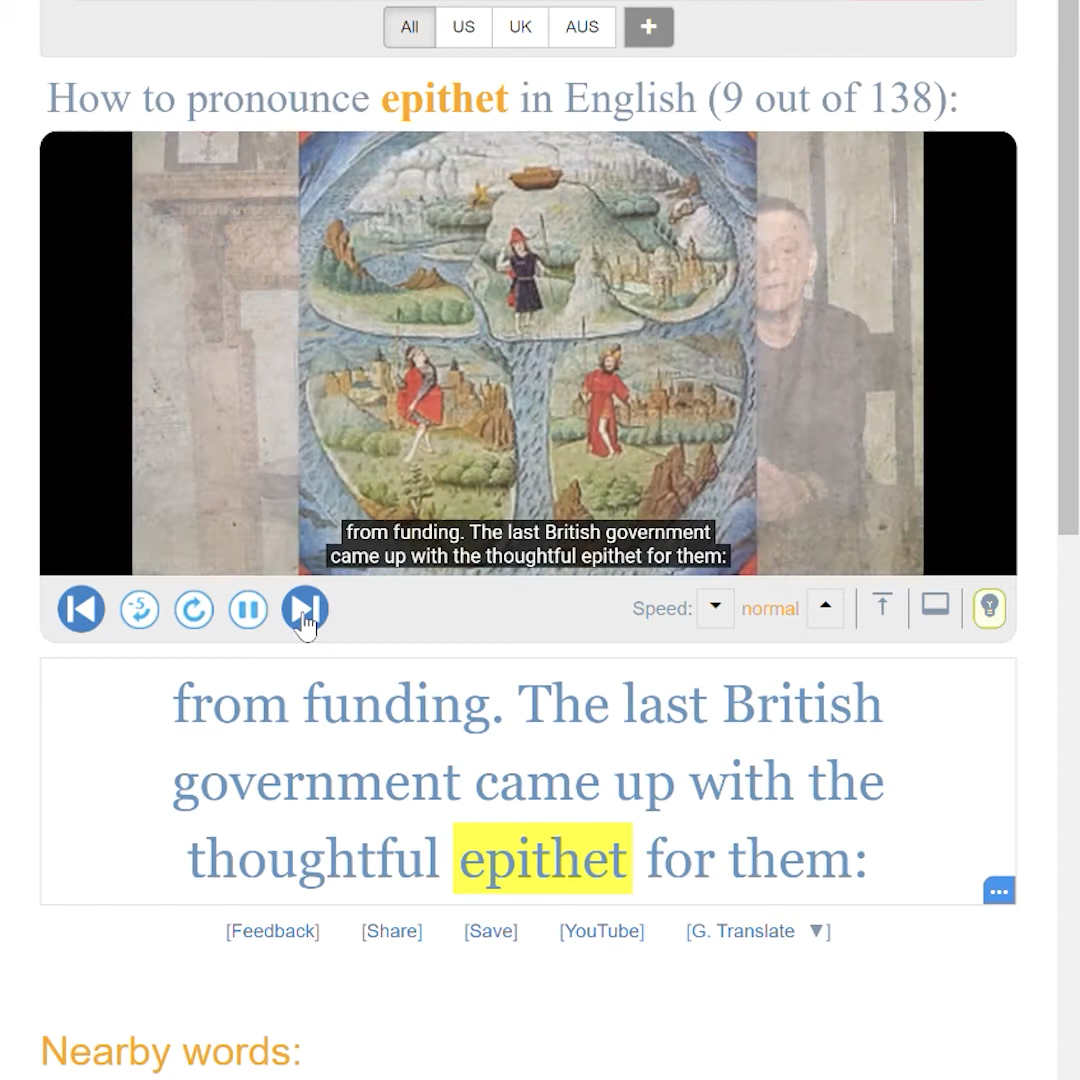 All US UK AUS +
How to pronounce epithet in English (9 out of 138):
from funding. The last British government
came up with the thoughtful epithet for them:
-5
Speed: normal
from funding. The last British
government came up with the
thoughtful epithet for them:
[Feedback] [Share] [Save] [YouTube] [G. Translate ▼]
Nearby words: